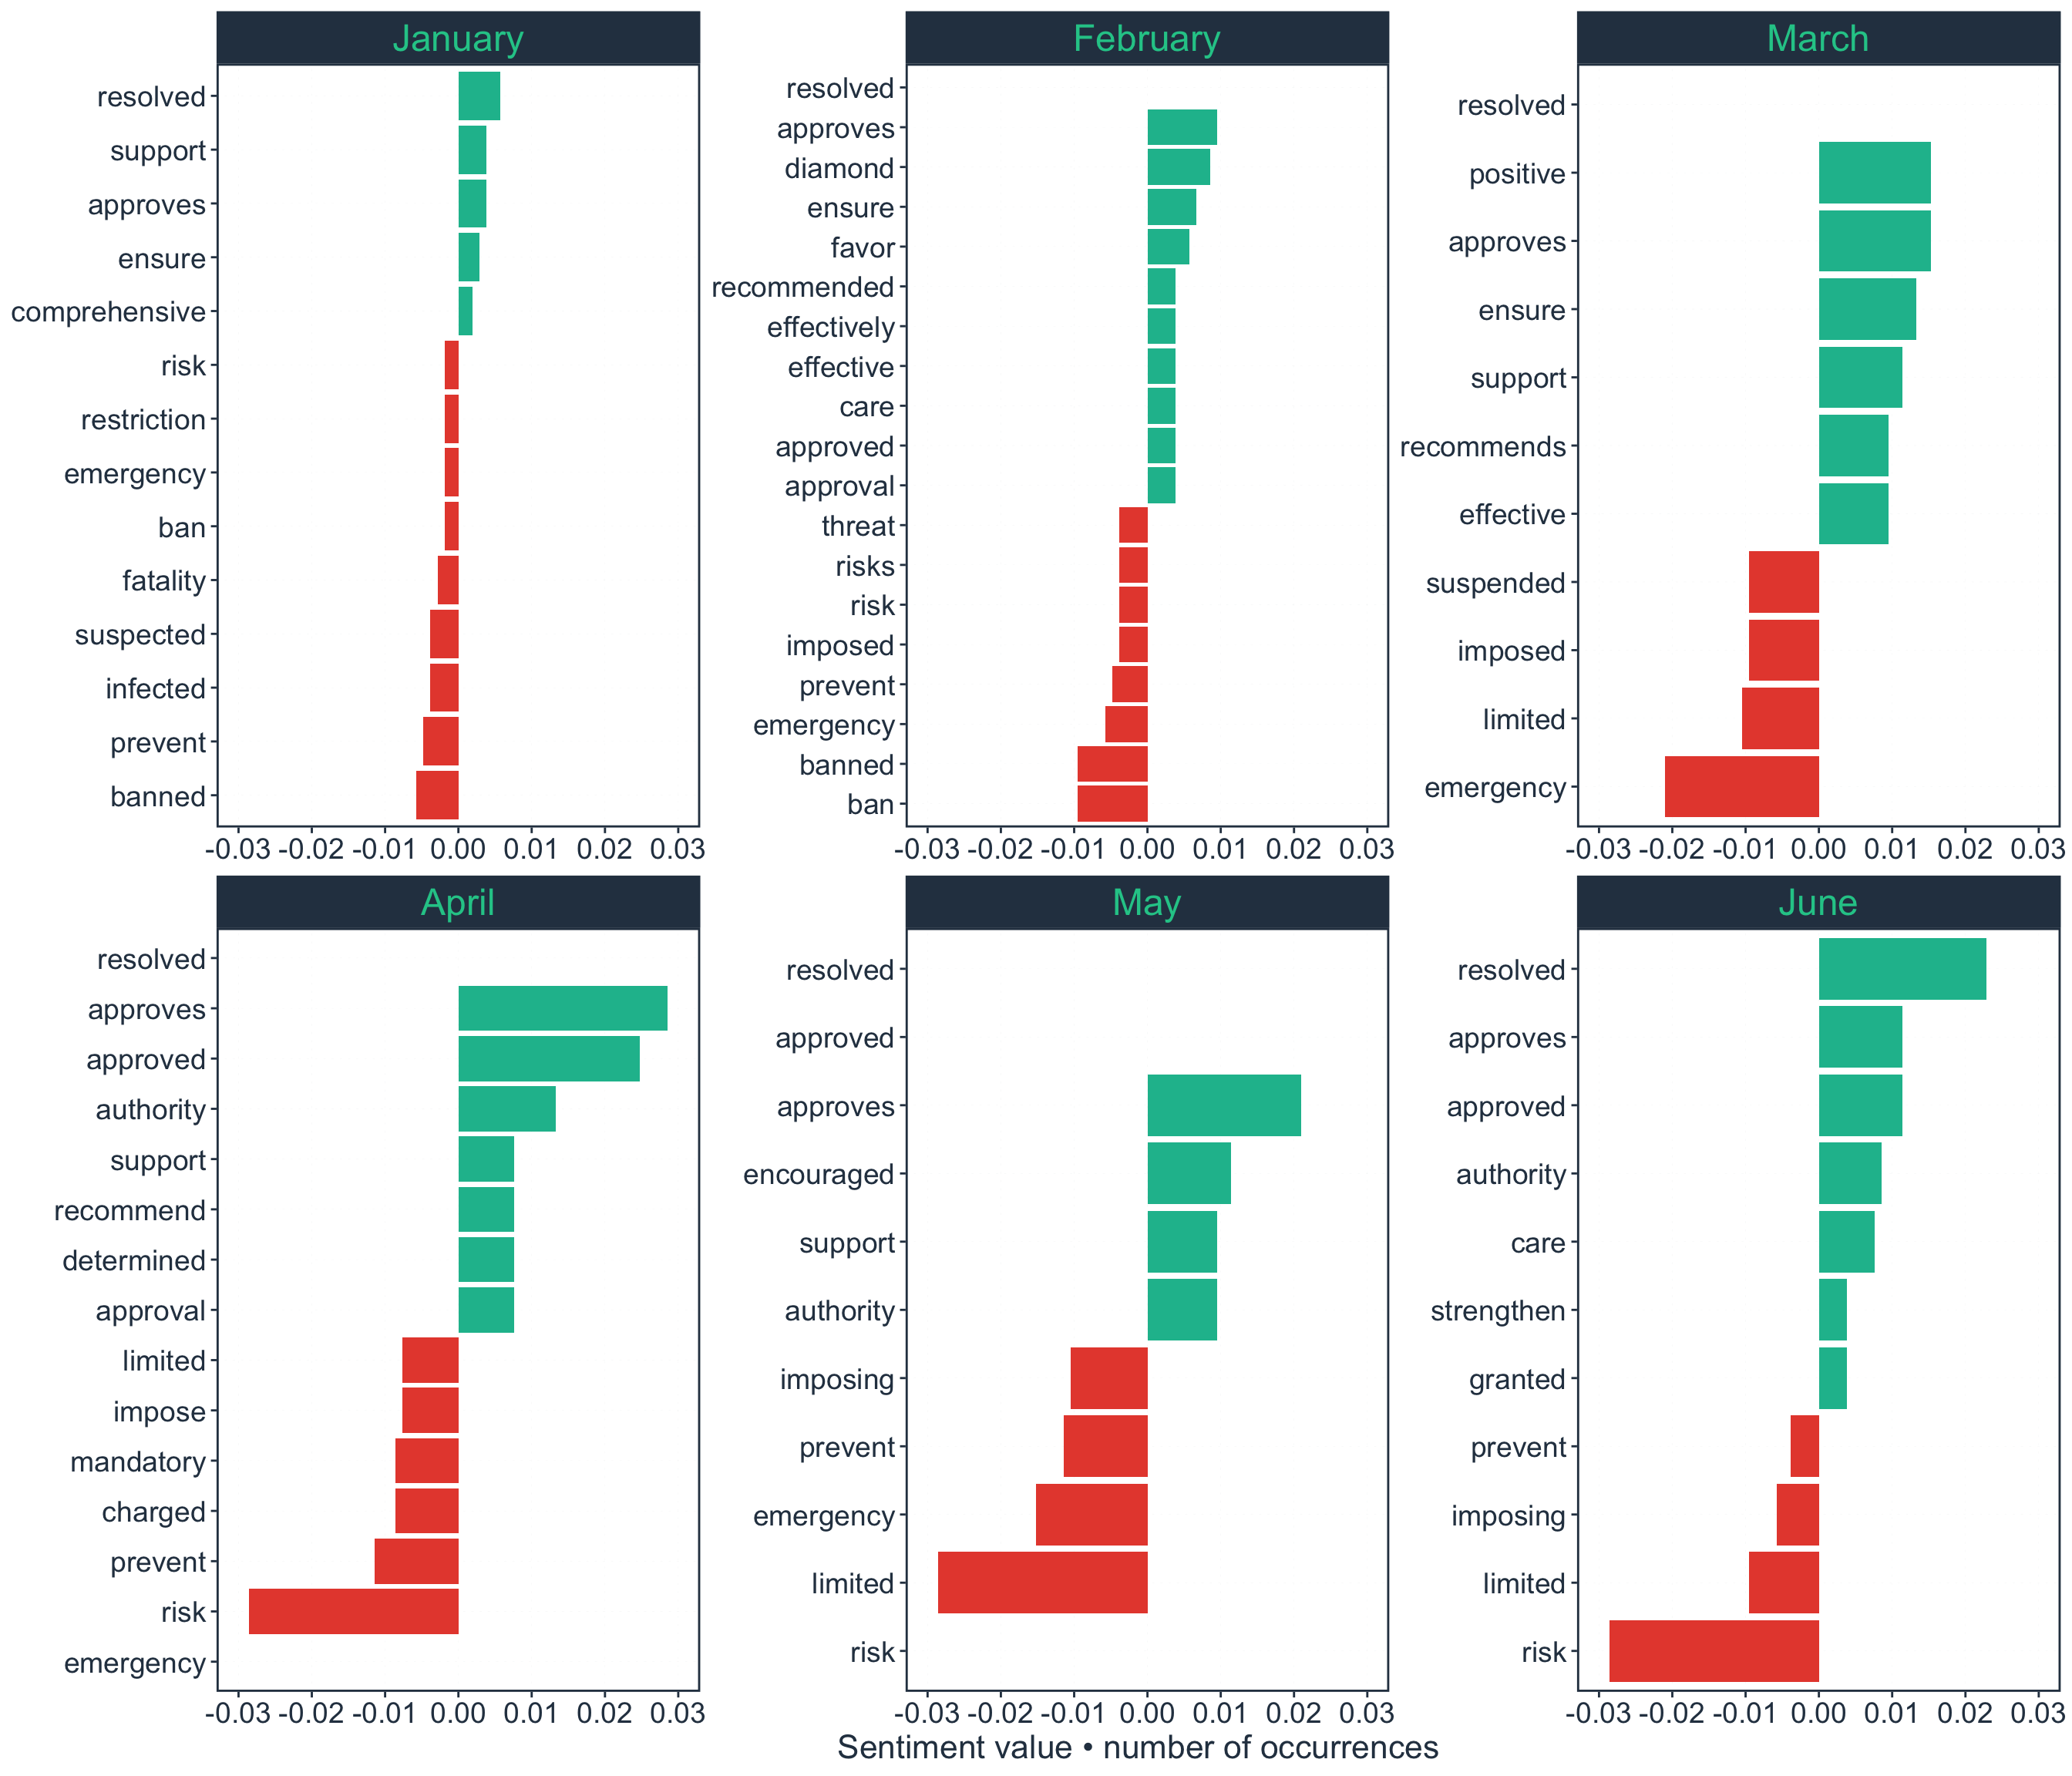 January
resolved
support
approves
ensure
comprehensive
risk
restriction
emergency
ban
fatality
suspected
infected
prevent
banned
-0.03 -0.02 -0.01 0.00 0.01 0.02 0.03
February
resolved
approves
diamond
ensure
favor
recommended
effectively
effective
care
approved
approval
threat
risks
risk
imposed
prevent
emergency
banned
ban
-0.03 -0.02 -0.01 0.00 0.01 0.02 0.03
March
resolved
positive
approves
ensure
support
recommends
effective
suspended
imposed
limited
emergency
-0.03 -0.02 -0.01 0.00 0.01 0.02 0.03
April
resolved
approves
approved
authority
support
recommend
determined
approval
limited
impose
mandatory
charged
prevent
risk
emergency
-0.03 -0.02 -0.01 0.00 0.01 0.02 0.03
May
resolved
approved
approves
encouraged
support
authority
imposing
prevent
emergency
limited
risk
-0.03 -0.02 -0.01 0.00 0.01 0.02 0.03
June
resolved
approves
approved
authority
care
strengthen
granted
prevent
imposing
limited
risk
-0.03 -0.02 -0.01 0.00 0.01 0.02 0.03
Sentiment value • number of occurrences